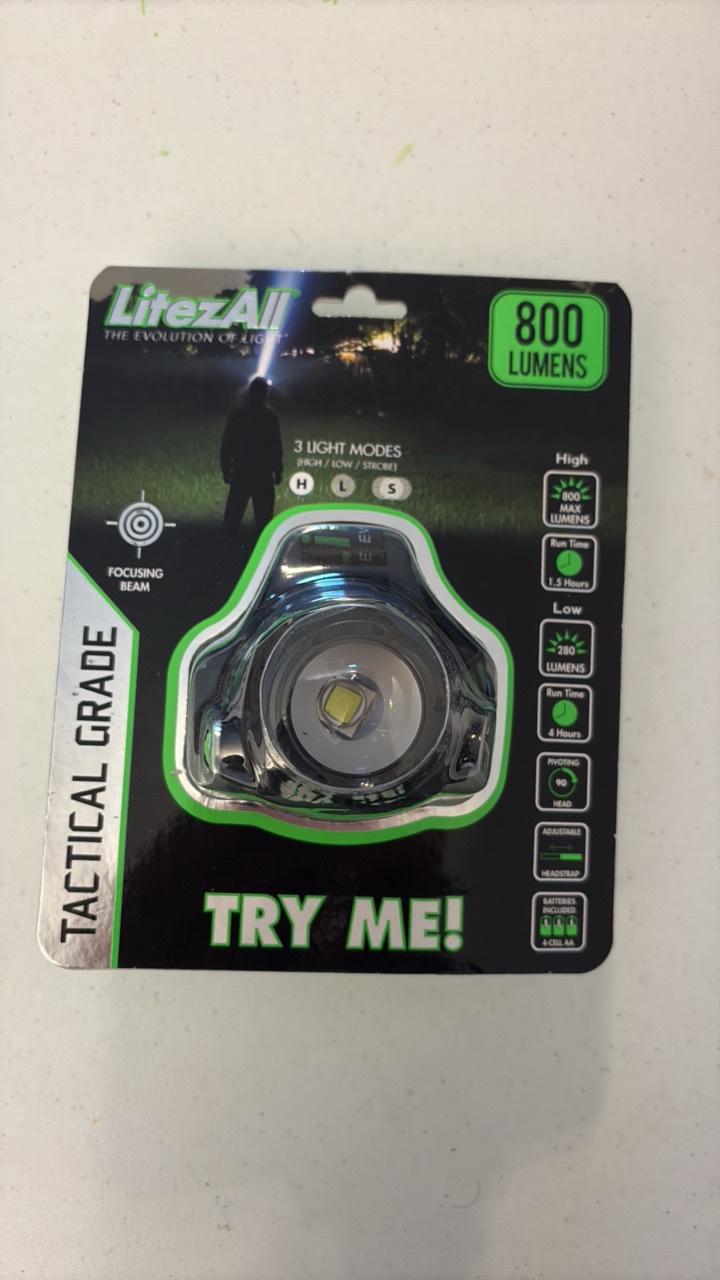 LitezAll
THE EVOLUTION OF LIGHT
800
LUMENS
3 LIGHT MODES
(HIGH / LOW / STROBE)
H L S
FOCUSING
BEAM
TACTICAL GRADE
High
800
MAX
LUMENS
Run Time
1.5 Hours
Low
280
LUMENS
Run Time
4 Hours
PIVOTING
90
HEAD
ADJUSTABLE
HEADSTRAP
BATTERIES
INCLUDED
4-CELL AA
TRY ME!